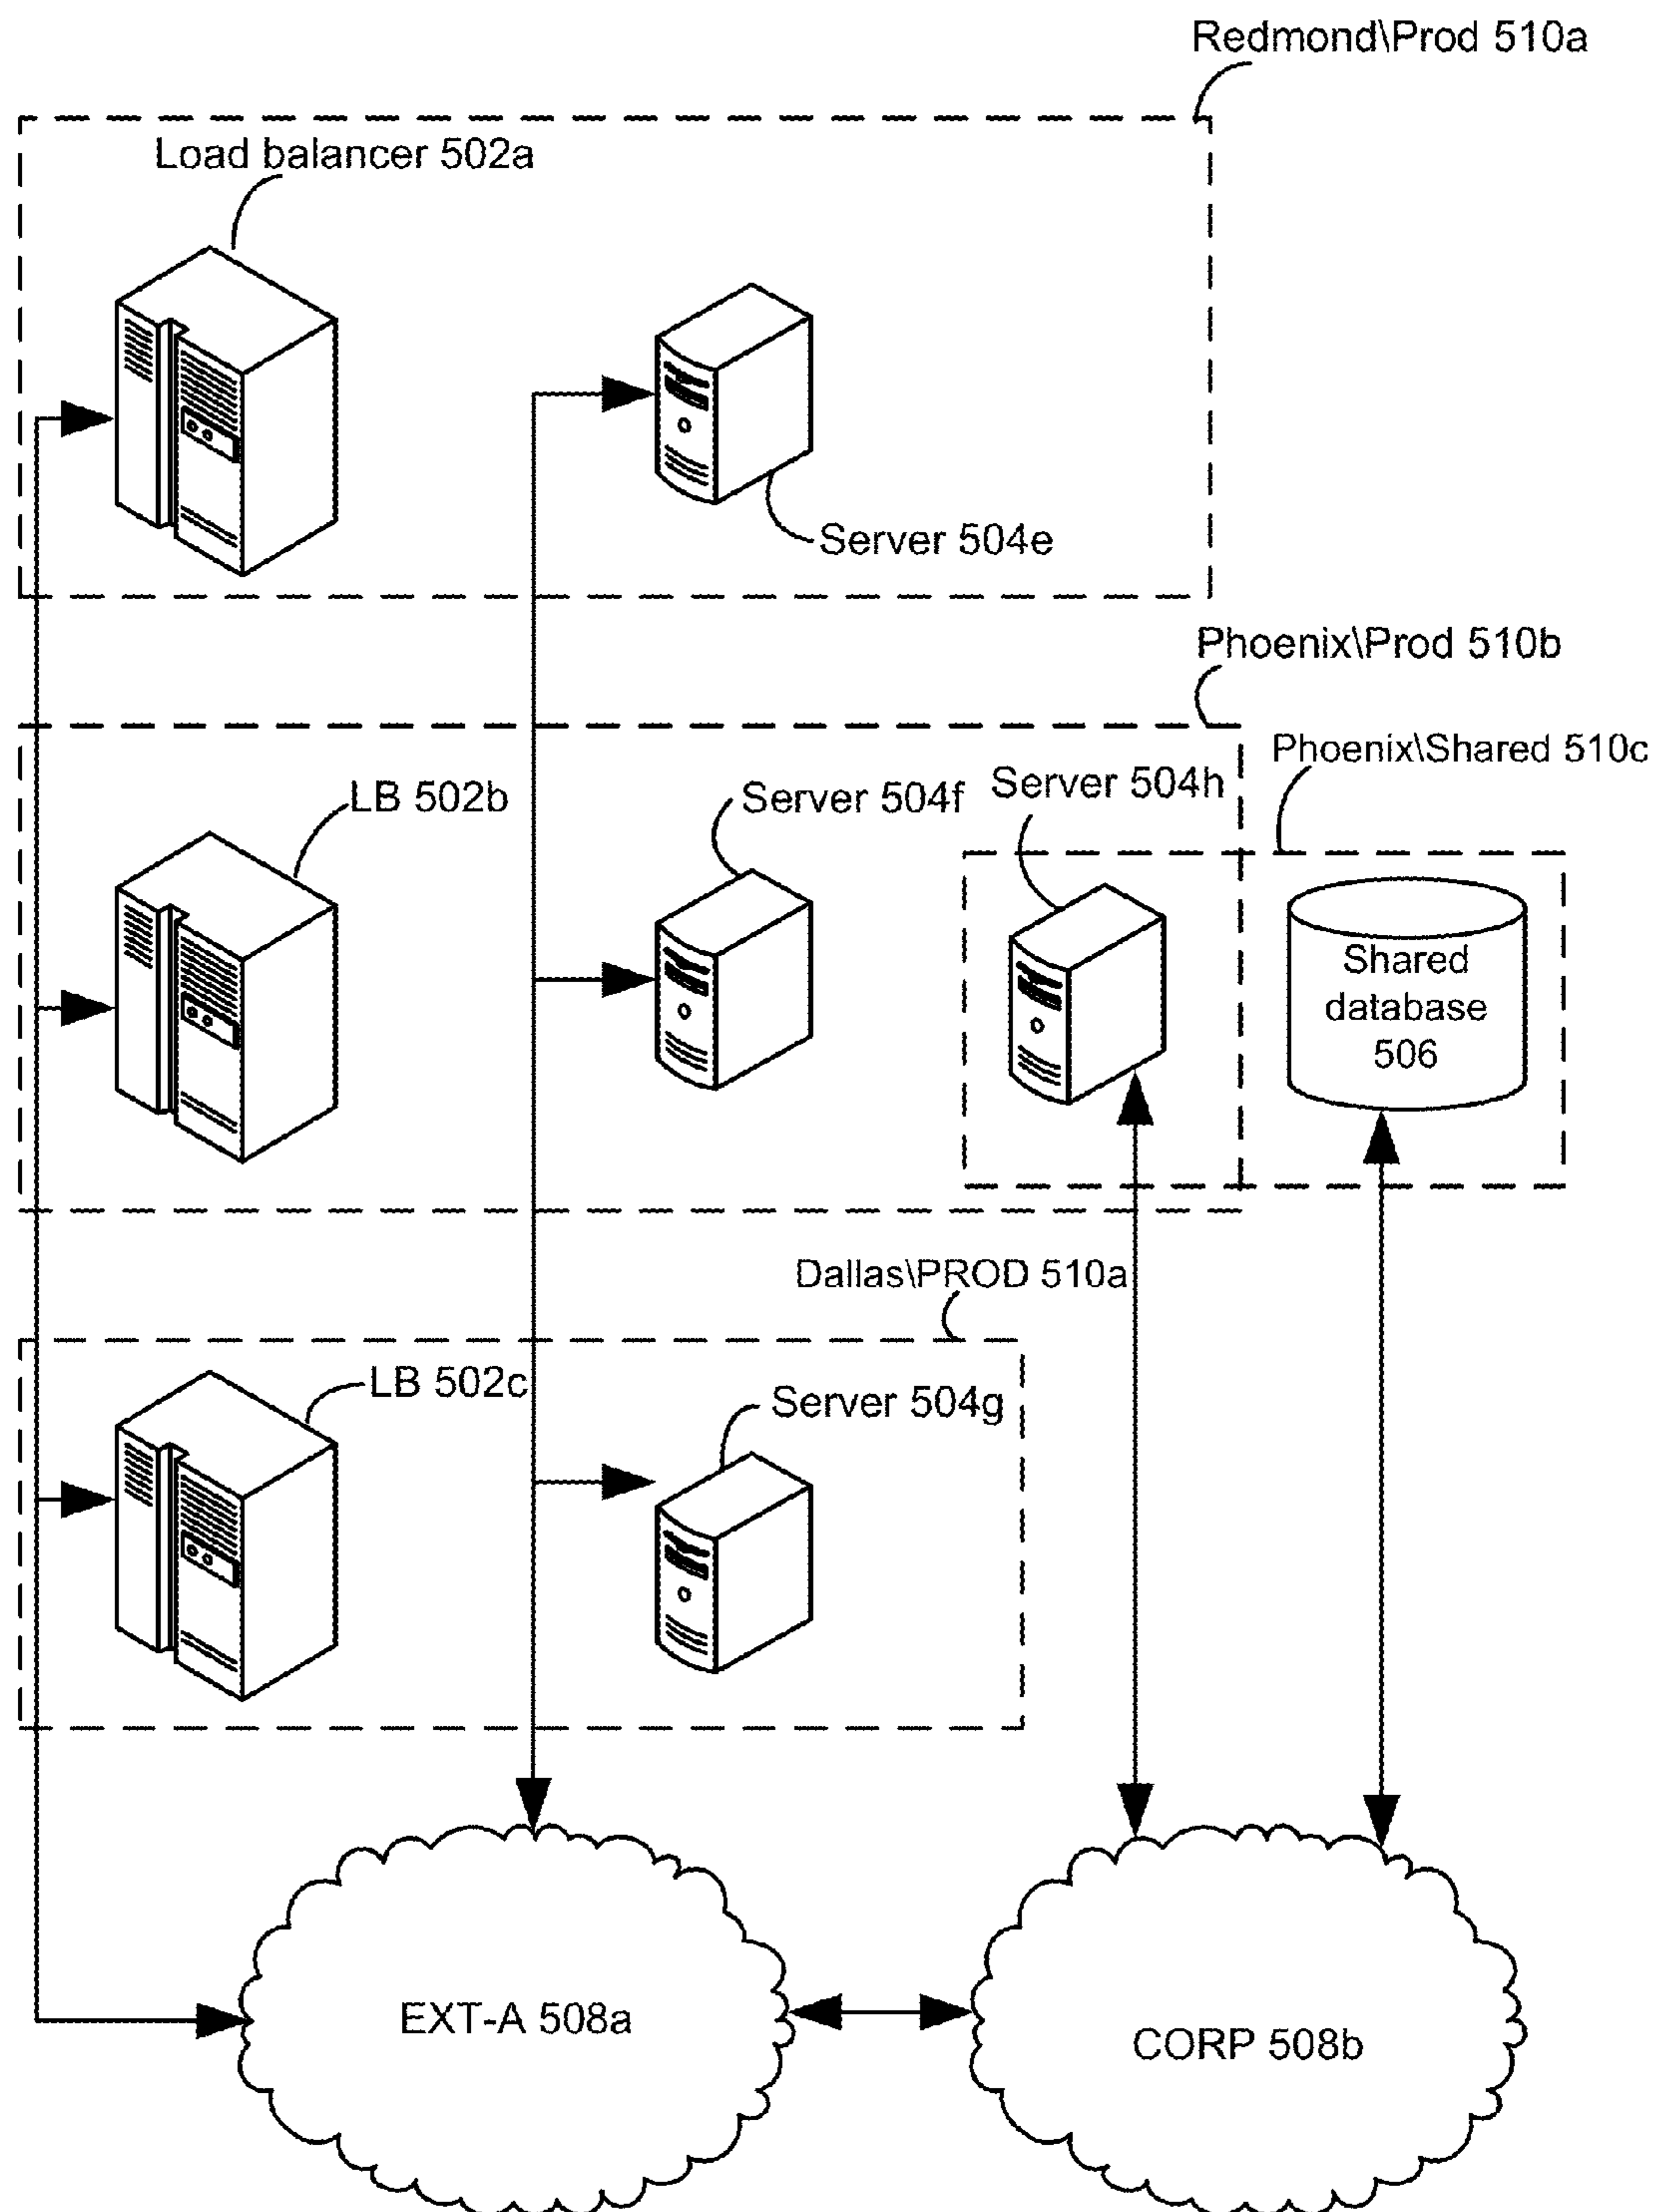 Redmond\Prod 510a
Load balancer 502a
Server 504e
Phoenix\Prod 510b
Phoenix\Shared 510c
LB 502b
Server 504f
Server 504h
Shared
database
506
Dallas\PROD 510a
LB 502c
Server 504g
EXT-A 508a
CORP 508b